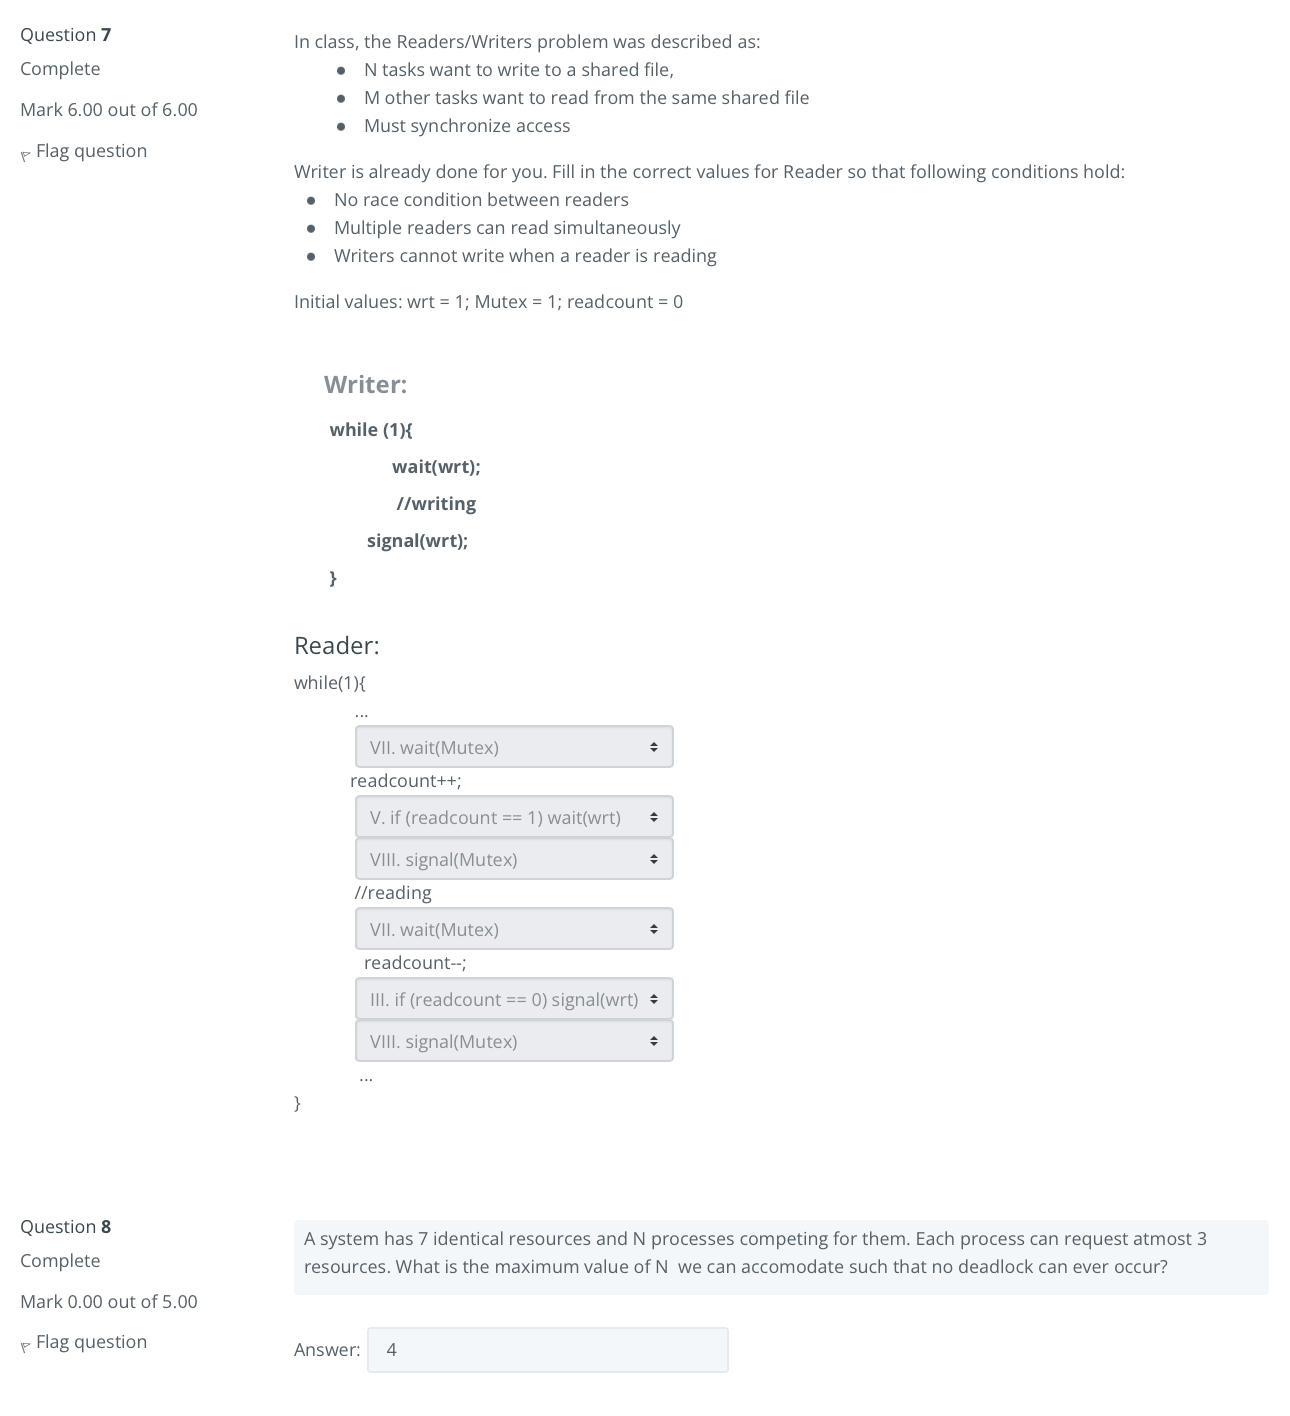 Question 7
Complete
Mark 6.00 out of 6.00
Flag question
In class, the Readers/Writers problem was described as:
● N tasks want to write to a shared file,
● M other tasks want to read from the same shared file
● Must synchronize access
Writer is already done for you. Fill in the correct values for Reader so that following conditions hold:
● No race condition between readers
● Multiple readers can read simultaneously
● Writers cannot write when a reader is reading
Initial values: wrt = 1; Mutex = 1; readcount = 0
Writer:
while (1){
wait(wrt);
//writing
signal(wrt);
}
Reader:
while(1){
...
VII. wait(Mutex)
readcount++;
V. if (readcount == 1) wait(wrt)
VIII. signal(Mutex)
//reading
VII. wait(Mutex)
readcount--;
III. if (readcount == 0) signal(wrt)
VIII. signal(Mutex)
...
}
Question 8
Complete
Mark 0.00 out of 5.00
Flag question
A system has 7 identical resources and N processes competing for them. Each process can request atmost 3
resources. What is the maximum value of N we can accomodate such that no deadlock can ever occur?
Answer: 4